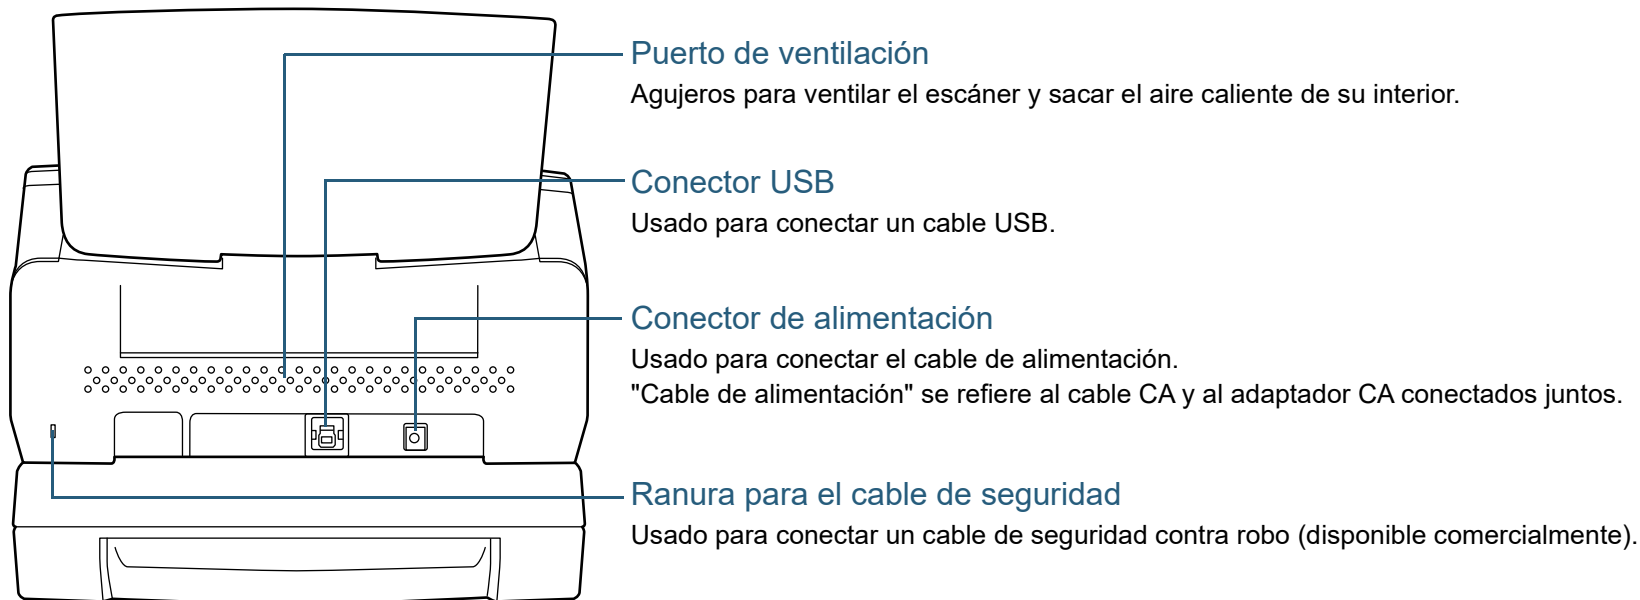 Puerto de ventilación
Agujeros para ventilar el escáner y sacar el aire caliente de su interior.
Conector USB
Usado para conectar un cable USB.
Conector de alimentación
Usado para conectar el cable de alimentación.
"Cable de alimentación" se refiere al cable CA y al adaptador CA conectados juntos.
Ranura para el cable de seguridad
Usado para conectar un cable de seguridad contra robo (disponible comercialmente).